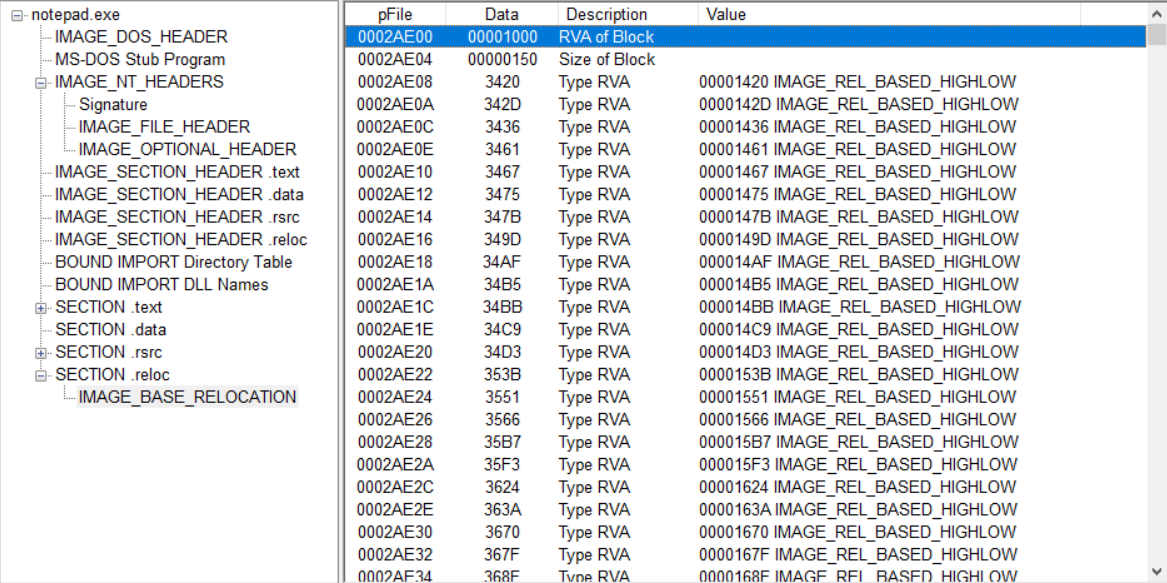 notepad.exe
IMAGE_DOS_HEADER
MS-DOS Stub Program
IMAGE_NT_HEADERS
Signature
IMAGE_FILE_HEADER
IMAGE_OPTIONAL_HEADER
IMAGE_SECTION_HEADER .text
IMAGE_SECTION_HEADER .data
IMAGE_SECTION_HEADER .rsrc
IMAGE_SECTION_HEADER .reloc
BOUND IMPORT Directory Table
BOUND IMPORT DLL Names
SECTION .text
SECTION .data
SECTION .rsrc
SECTION .reloc
IMAGE_BASE_RELOCATION
pFile Data Description Value
0002AE00 00001000 RVA of Block
0002AE04 00000150 Size of Block
0002AE08 3420 Type RVA 00001420 IMAGE_REL_BASED_HIGHLOW
0002AE0A 342D Type RVA 0000142D IMAGE_REL_BASED_HIGHLOW
0002AE0C 3436 Type RVA 00001436 IMAGE_REL_BASED_HIGHLOW
0002AE0E 3461 Type RVA 00001461 IMAGE_REL_BASED_HIGHLOW
0002AE10 3467 Type RVA 00001467 IMAGE_REL_BASED_HIGHLOW
0002AE12 3475 Type RVA 00001475 IMAGE_REL_BASED_HIGHLOW
0002AE14 347B Type RVA 0000147B IMAGE_REL_BASED_HIGHLOW
0002AE16 349D Type RVA 0000149D IMAGE_REL_BASED_HIGHLOW
0002AE18 34AF Type RVA 000014AF IMAGE_REL_BASED_HIGHLOW
0002AE1A 34B5 Type RVA 000014B5 IMAGE_REL_BASED_HIGHLOW
0002AE1C 34BB Type RVA 000014BB IMAGE_REL_BASED_HIGHLOW
0002AE1E 34C9 Type RVA 000014C9 IMAGE_REL_BASED_HIGHLOW
0002AE20 34D3 Type RVA 000014D3 IMAGE_REL_BASED_HIGHLOW
0002AE22 353B Type RVA 0000153B IMAGE_REL_BASED_HIGHLOW
0002AE24 3551 Type RVA 00001551 IMAGE_REL_BASED_HIGHLOW
0002AE26 3566 Type RVA 00001566 IMAGE_REL_BASED_HIGHLOW
0002AE28 35B7 Type RVA 000015B7 IMAGE_REL_BASED_HIGHLOW
0002AE2A 35F3 Type RVA 000015F3 IMAGE_REL_BASED_HIGHLOW
0002AE2C 3624 Type RVA 00001624 IMAGE_REL_BASED_HIGHLOW
0002AE2E 363A Type RVA 0000163A IMAGE_REL_BASED_HIGHLOW
0002AE30 3670 Type RVA 00001670 IMAGE_REL_BASED_HIGHLOW
0002AE32 367F Type RVA 0000167F IMAGE_REL_BASED_HIGHLOW
0002AE34 Type RVA IMAGE_REL_BASED_HIGHLOW